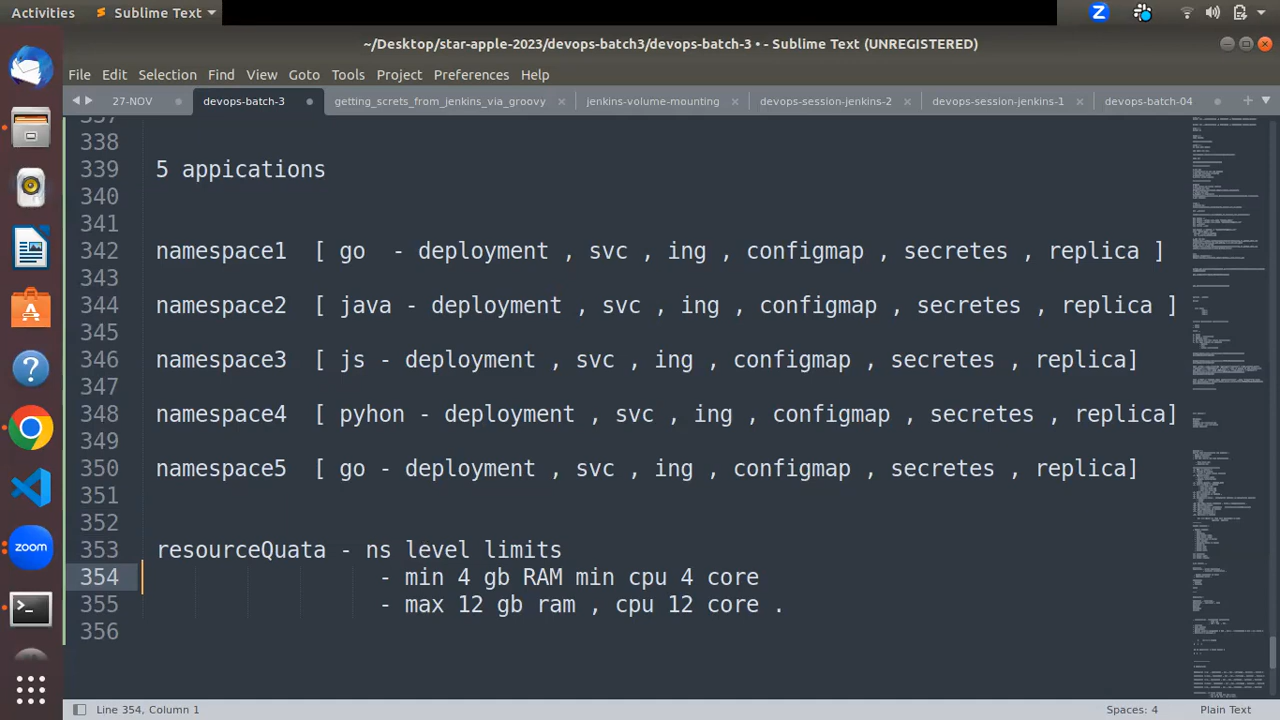 Activities Sublime Text Z
~/Desktop/star-apple-2023/devops-batch3/devops-batch-3 • - Sublime Text (UNREGISTERED)
File Edit Selection Find View Goto Tools Project Preferences Help
27-NOV devops-batch-3 getting_screts_from_jenkins_via_groovy jenkins-volume-mounting devops-session-jenkins-2 devops-session-jenkins-1 devops-batch-04
337
338
339 5 appications
340
341
342 namespace1 [ go - deployment , svc , ing , configmap , secretes , replica ]
343
344 namespace2 [ java - deployment , svc , ing ,configmap , secretes , replica ]
345
346 namespace3 [ js - deploymnt , svc , ing , configmap , secretes , replica]
347
348 namespace4 [ pyhon - deployment , svc , ing , configmap , secretes , replica]
349
350 namespace5 [ go - deploymnt , svc , ing , configmap , secretes , replica]
351
352
353 resourceQuata - ns level limits
354 - min 4 gb RAM min cpu 4 core
355 - max 12 gb ram , cpu 12 core .
356
zoom
Line 354, Column 1 Spaces: 4 Plain Text